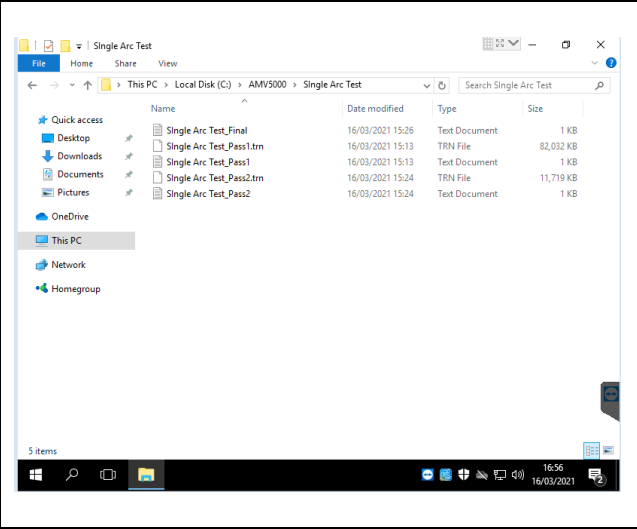 SIngle Arc Test
File Home Share View
This PC > Local Disk (C:) > AMV5000 > SIngle Arc Test
Search SIngle Arc Test
Name Date modified Type Size
Quick access
Desktop
Downloads
Documents
Pictures
OneDrive
This PC
Network
Homegroup
SIngle Arc Test_Final 16/03/2021 15:26 Text Document 1 KB
SIngle Arc Test_Pass1.trn 16/03/2021 15:13 TRN File 82,032 KB
SIngle Arc Test_Pass1 16/03/2021 15:13 Text Document 1 KB
SIngle Arc Test_Pass2.trn 16/03/2021 15:24 TRN File 11,719 KB
SIngle Arc Test_Pass2 16/03/2021 15:24 Text Document 1 KB
5 items
16:56
16/03/2021
2